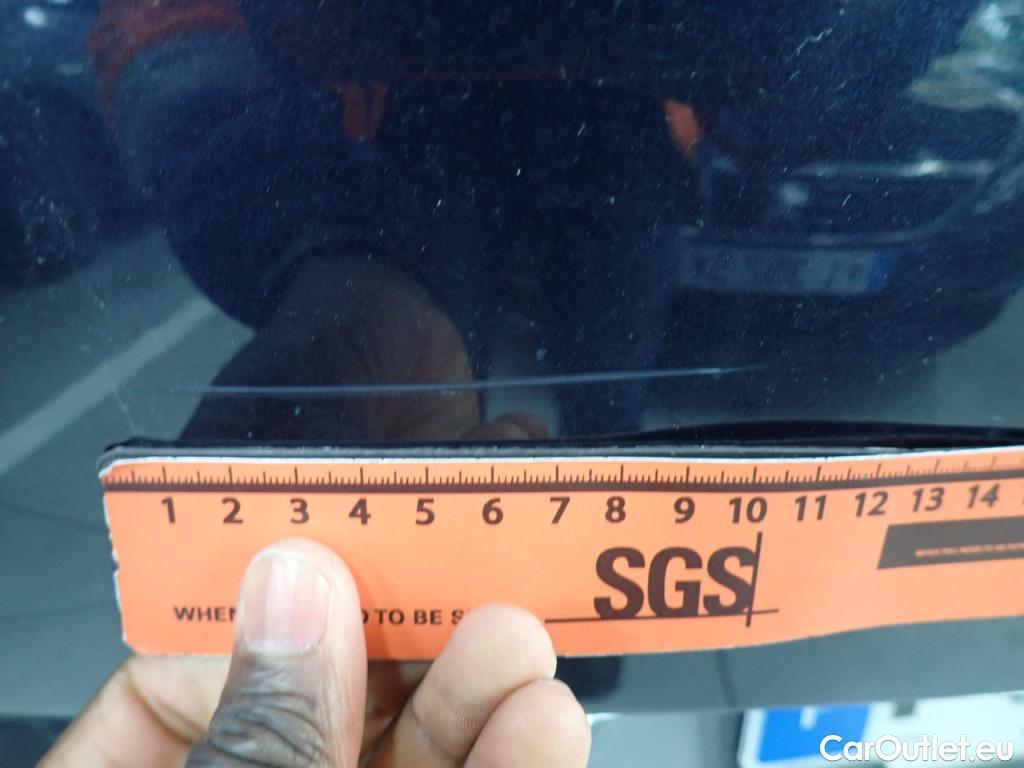 1 2 3 4 5 6 7 8 9 10 11 12 13 14
SGS
WHEN TO BE
CarOutlet.eu